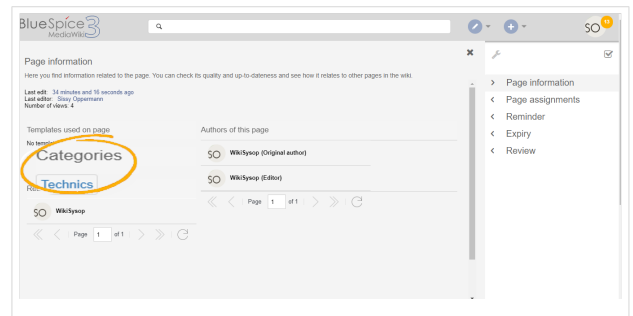 BlueSpice 3
MediaWiki
SO
13
Page information
Here you find information related to the page. You can check its quality and up-to-dateness and see how it relates to other pages in the wiki.
Last edit: 34 minutes and 16 seconds ago
Last editor: Sissy Oppermann
Number of views: 4
Templates used on page
No
Categories
Technics
SO WikiSysop
Page 1 of 1
Authors of this page
SO WikiSysop (Original author)
SO WikiSysop (Editor)
Page 1 of 1
Page information
Page assignments
Reminder
Expiry
Review